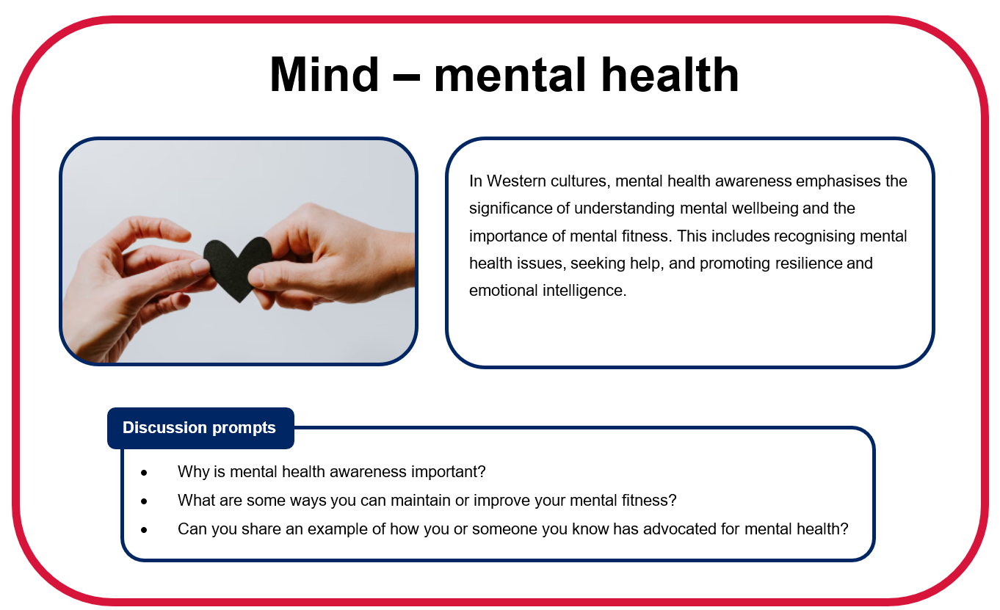 Mind – mental health
In Western cultures, mental health awareness emphasises the
significance of understanding mental wellbeing and the
importance of mental fitness. This includes recognising mental
health issues, seeking help, and promoting resilience and
emotional intelligence.
Discussion prompts
• Why is mental health awareness important?
• What are some ways you can maintain or improve your mental fitness?
• Can you share an example of how you or someone you know has advocated for mental health?